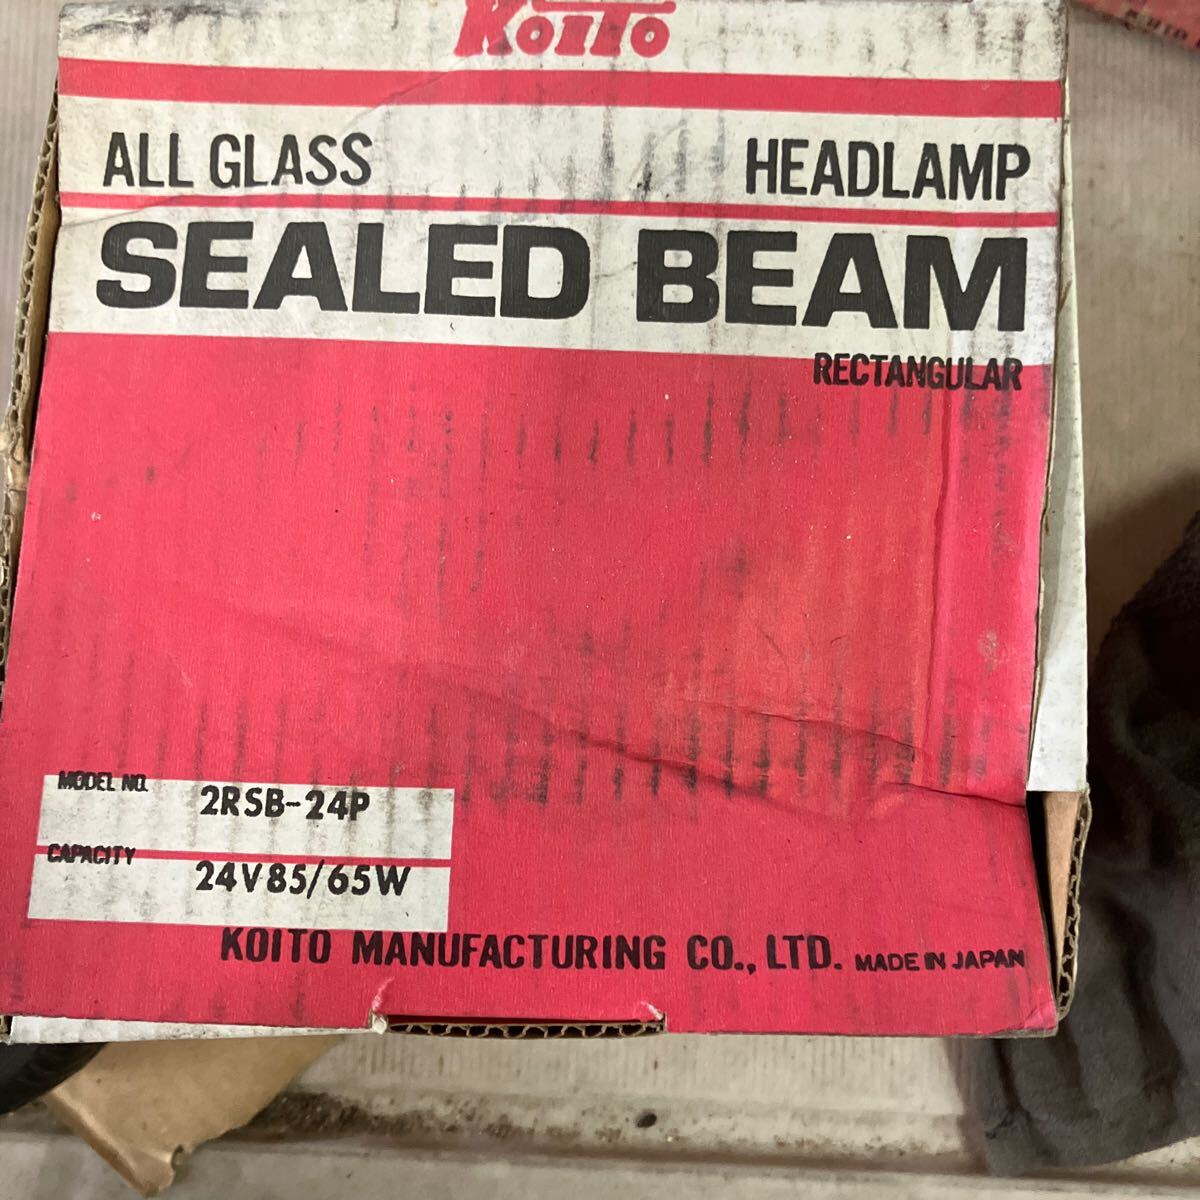 KOITO
ALL GLASS HEADLAMP
SEALED BEAM
RECTANGULAR
MODEL NO. 2RSB-24P
CAPACITY 24V85/65W
KOITO MANUFACTURING CO., LTD. MADE IN JAPAN